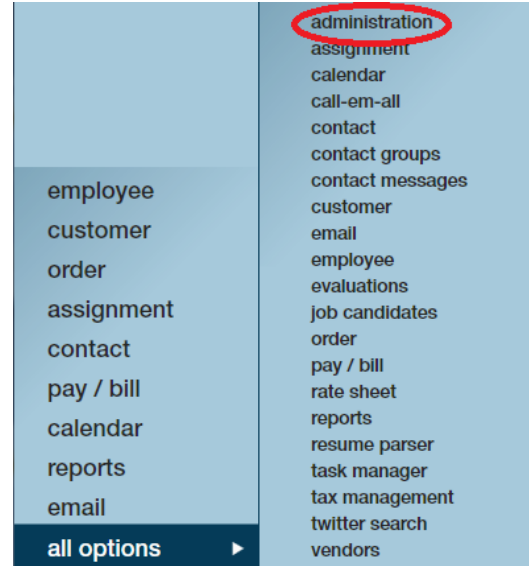 employee
customer
order
assignment
contact
pay / bill
calendar
reports
email
all options
administration
assignment
calendar
call-em-all
contact
contact groups
contact messages
customer
email
employee
evaluations
job candidates
order
pay / bill
rate sheet
reports
resume parser
task manager
tax management
twitter search
vendors